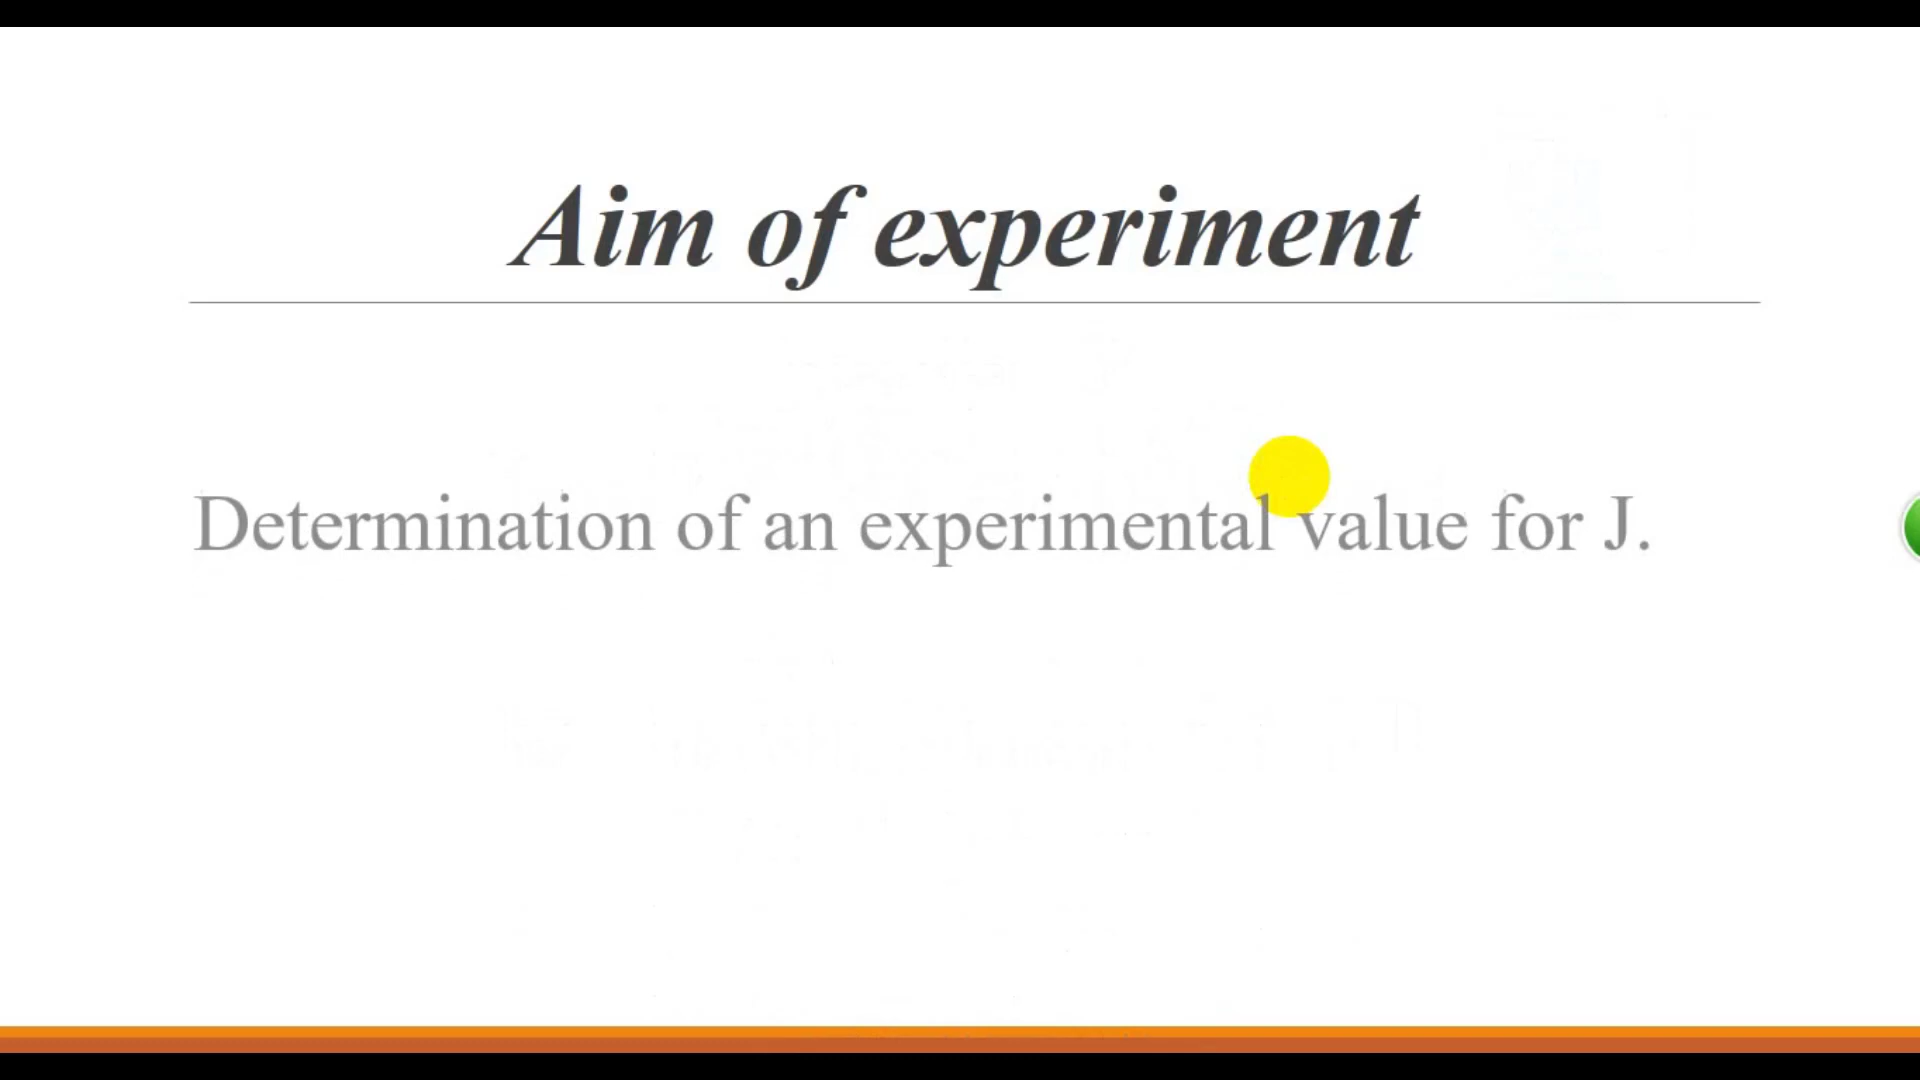 Aim of experiment
Determination of an experimental value for J.